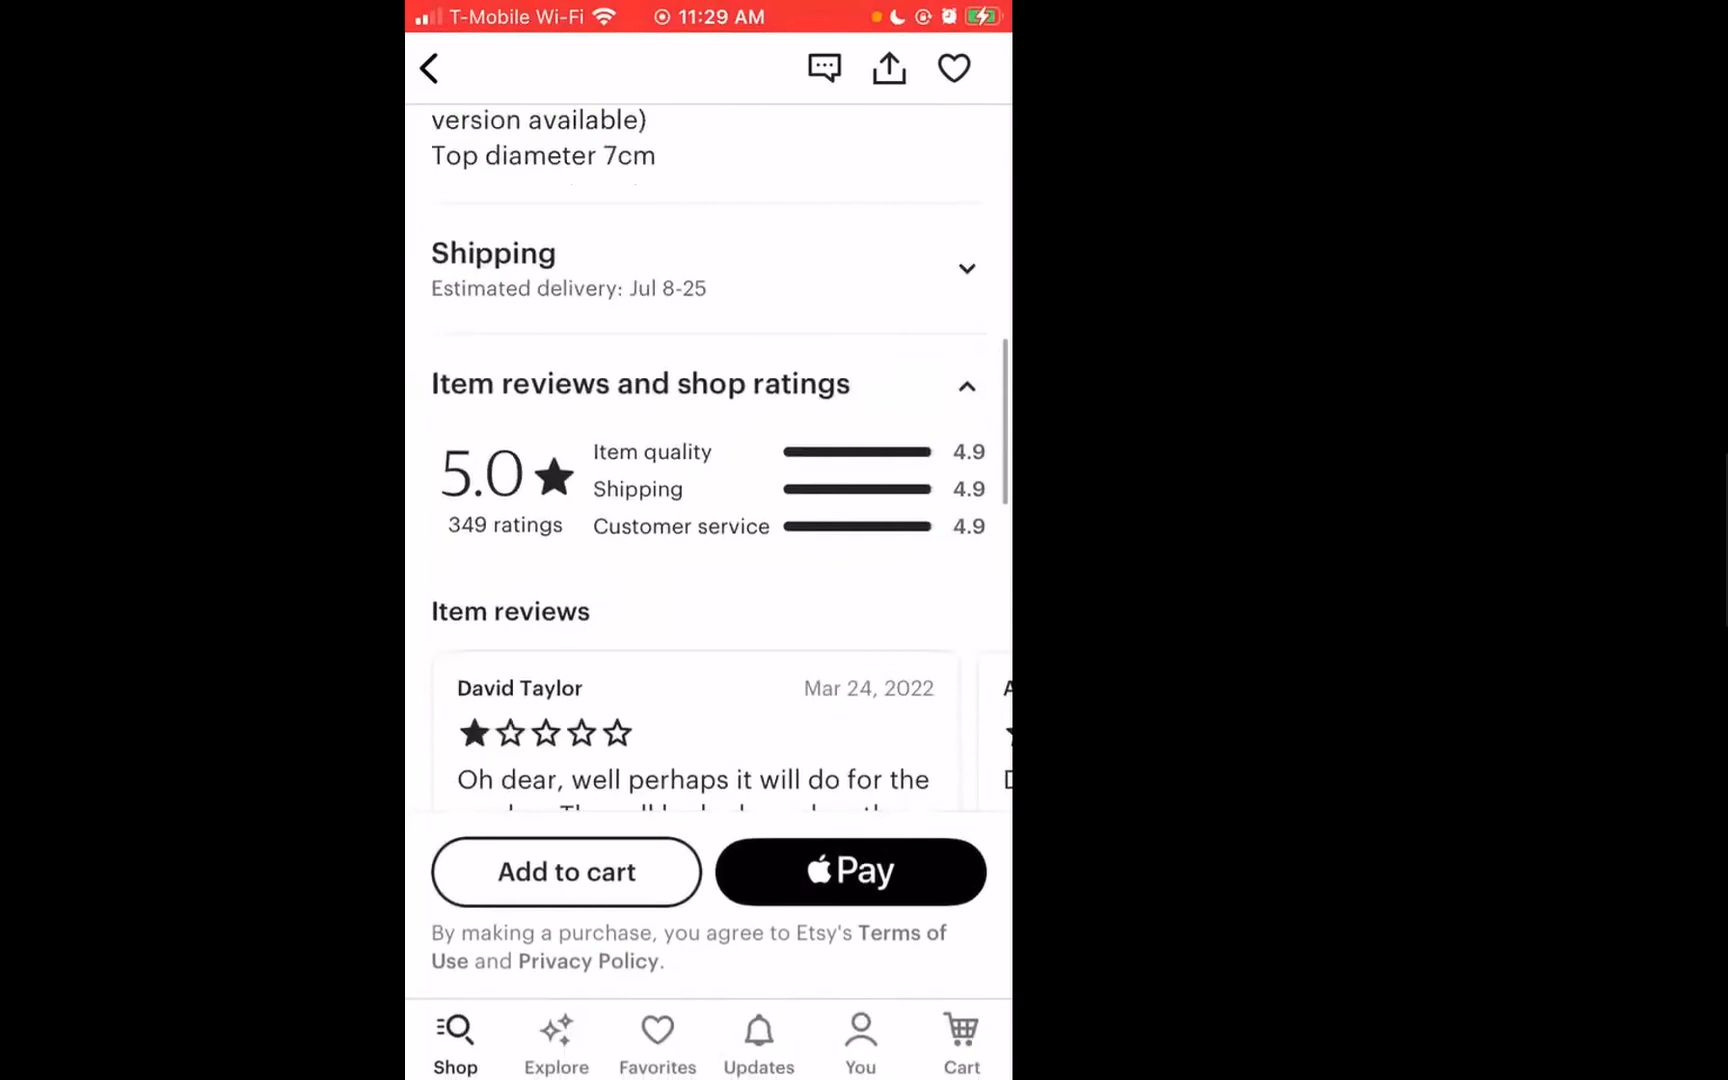 T-Mobile Wi-Fi 11:29 AM
version available)
Top diameter 7cm
Shipping
Estimated delivery: Jul 8-25
Item reviews and shop ratings
5.0
349 ratings
Item quality 4.9
Shipping 4.9
Customer service 4.9
Item reviews
David Taylor Mar 24, 2022
Oh dear, well perhaps it will do for the
Add to cart
Pay
By making a purchase, you agree to Etsy's Terms of
Use and Privacy Policy.
Shop Explore Favorites Updates You Cart